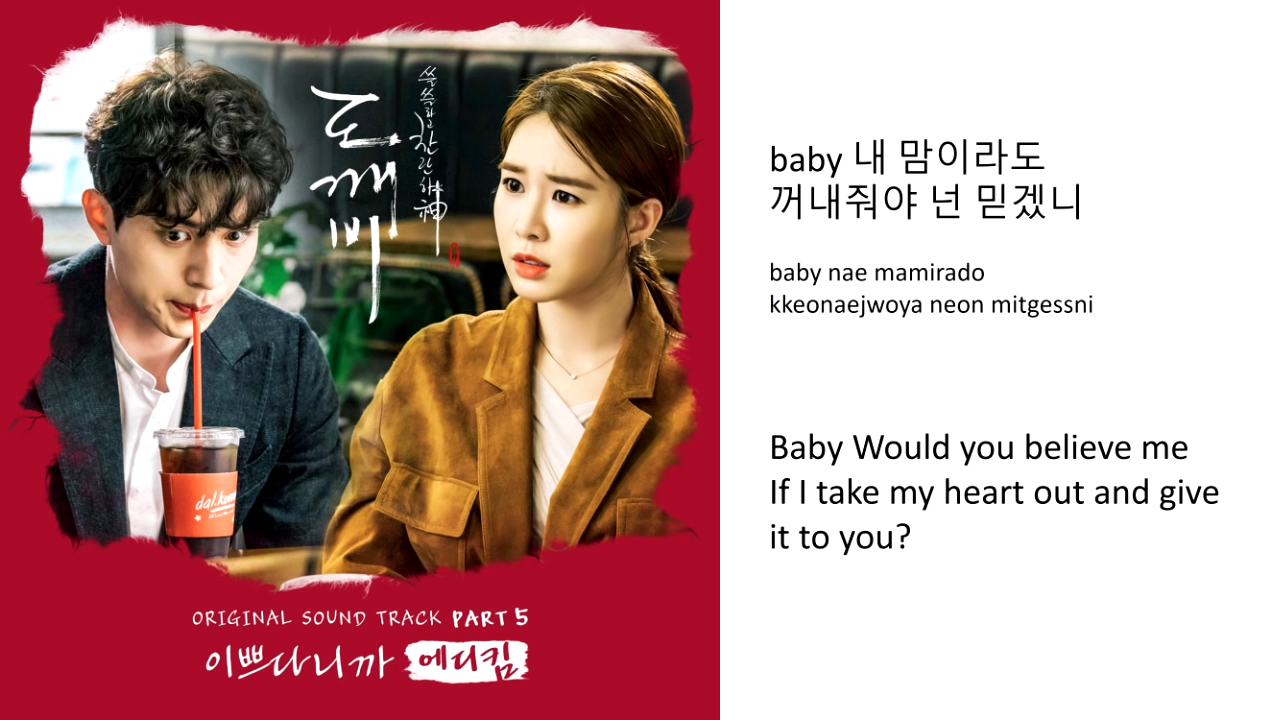 도깨비
쓸쓸하고 찬란하神
dal.komm
ORIGINAL SOUND TRACK PART 5
이쁘다니까 에디킴
baby 내 맘이라도
꺼내줘야 넌 믿겠니
baby nae mamirado
kkeonaejwoya neon mitgessni
Baby Would you believe me
If I take my heart out and give
it to you?